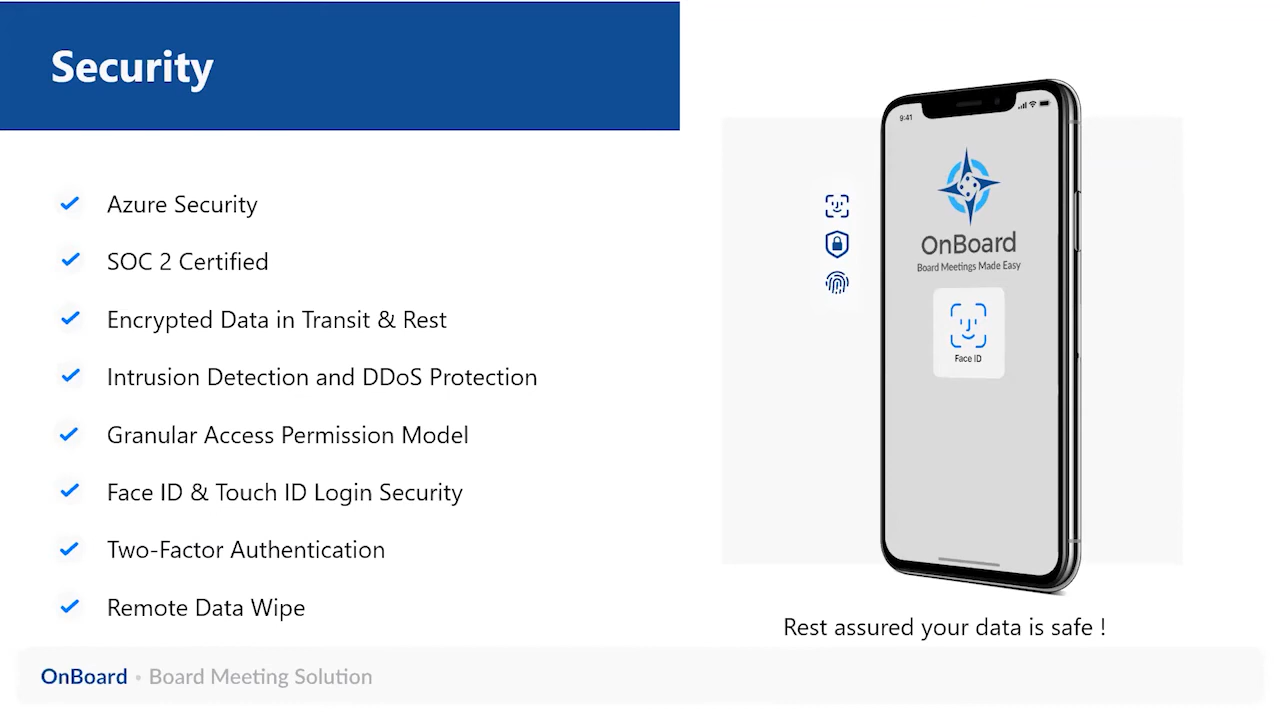 Security
Azure Security
SOC 2 Certified
Encrypted Data in Transit & Rest
Intrusion Detection and DDoS Protection
Granular Access Permission Model
Face ID & Touch ID Login Security
Two-Factor Authentication
Remote Data Wipe
9:41
OnBoard
Board Meetings Made Easy
Face ID
Rest assured your data is safe !
OnBoard • Board Meeting Solution